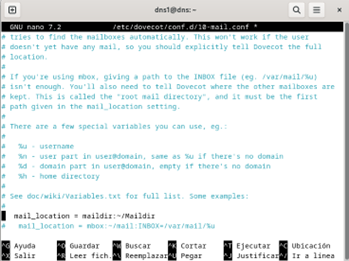 dns1@dns: ~
GNU nano 7.2 /etc/dovecot/conf.d/10-mail.conf *
# tries to find the mailboxes automatically. This won't work if the user
# doesn't yet have any mail, so you should explicitly tell Dovecot the full
# location.
#
# If you're using mbox, giving a path to the INBOX file (eg. /var/mail/%u)
# isn't enough. You'll also need to tell Dovecot where the other mailboxes are
# kept. This is called the "root mail directory", and it must be the first
# path given in the mail_location setting.
#
# There are a few special variables you can use, eg.:
#
# %u - username
# %n - user part in user@domain, same as %u if there's no domain
# %d - domain part in user@domain, empty if there's no domain
# %h - home directory
#
# See doc/wiki/Variables.txt for full list. Some examples:
#
mail_location = maildir:~/Maildir
# mail_location = mbox:~/mail:INBOX=/var/mail/%u
^G Ayuda ^O Guardar ^W Buscar ^K Cortar ^T Ejecutar ^C Ubicación
^X Salir ^R Leer fich. ^\ Reemplazar ^U Pegar ^J Justificar ^/ Ir a línea